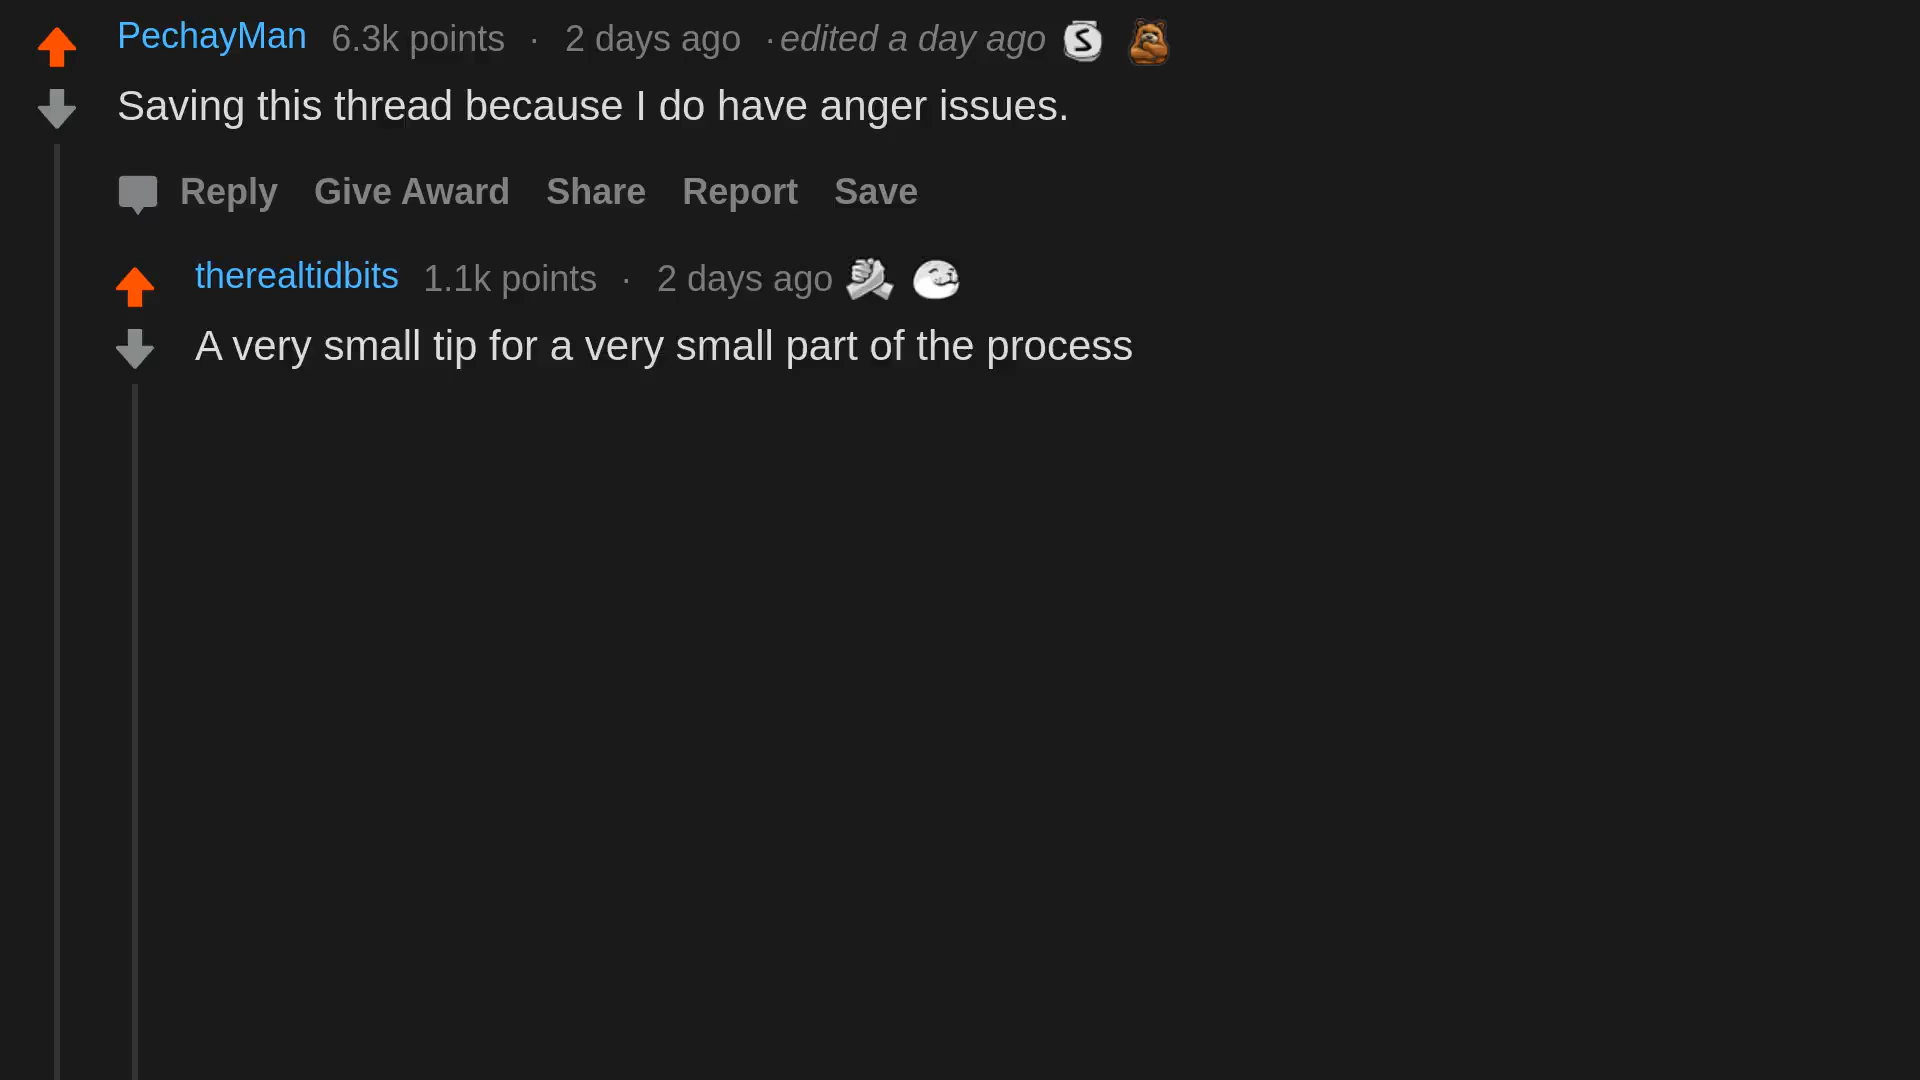 PechayMan 6.3k points · 2 days ago · edited a day ago
Saving this thread because I do have anger issues.
Reply Give Award Share Report Save
therealtidbits 1.1k points · 2 days ago
A very small tip for a very small part of the process